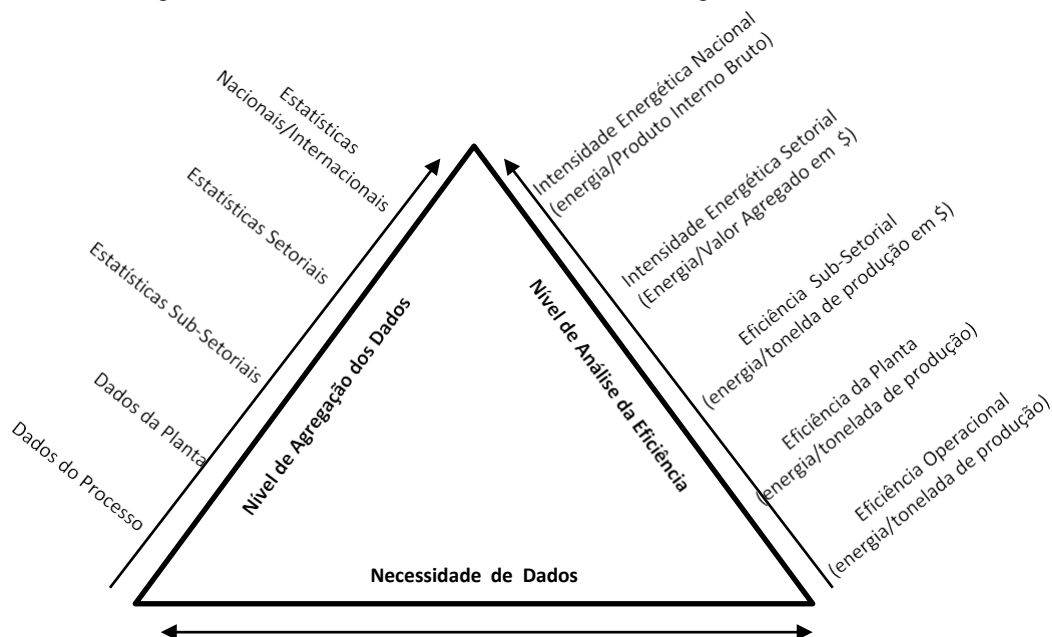 Estatísticas
Nacionais/Internacionais
Estatísticas Setoriais
Estatísticas Sub-Setoriais
Dados da Planta
Dados do Processo
Nível de Agregação dos Dados
Nível de Análise da Eficiência
Necessidade de Dados
Intensidade Energética Nacional
(energia/Produto Interno Bruto)
Intensidade Energética Setorial
(Energia/Valor Agregado em $)
Eficiência Sub-Setorial
(energia/tonelda de produção em $)
Eficiência da Planta
(energia/tonelada de produção)
Eficiência Operacional
(energia/tonelada de produção)